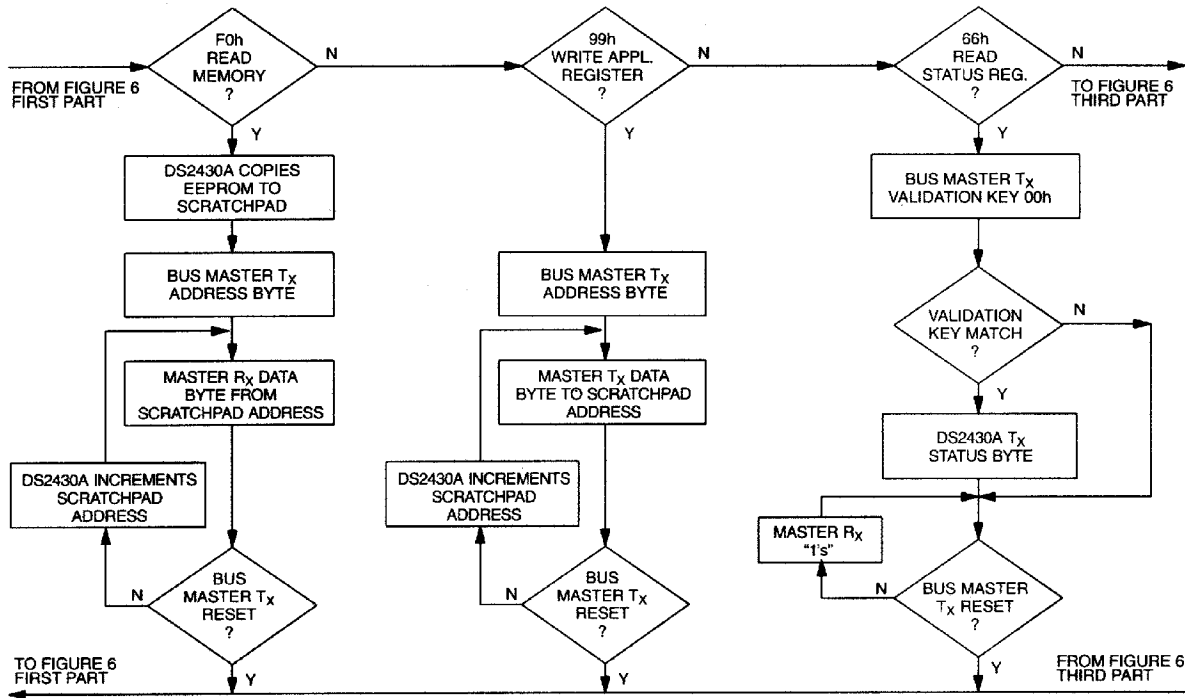 F0h
READ
MEMORY
?
N
99h
WRITE APPL.
REGISTER
?
N
66h
READ
STATUS REG.
?
N
FROM FIGURE 6
FIRST PART
TO FIGURE 6
THIRD PART
Y
Y
Y
DS2430A COPIES
EEPROM TO
SCRATCHPAD
BUS MASTER TX
VALIDATION KEY 00h
BUS MASTER TX
ADDRESS BYTE
BUS MASTER TX
ADDRESS BYTE
VALIDATION
KEY MATCH
?
N
Y
MASTER RX DATA
BYTE FROM
SCRATCHPAD ADDRESS
MASTER TX DATA
BYTE TO SCRATCHPAD
ADDRESS
DS2430A TX
STATUS BYTE
DS2430A INCREMENTS
SCRATCHPAD
ADDRESS
DS2430A INCREMENTS
SCRATCHPAD
ADDRESS
MASTER RX
"1's"
N
BUS
MASTER TX
RESET
?
N
BUS
MASTER TX
RESET
?
N
BUS MASTER
TX RESET
?
Y
Y
Y
TO FIGURE 6
FIRST PART
FROM FIGURE 6
THIRD PART